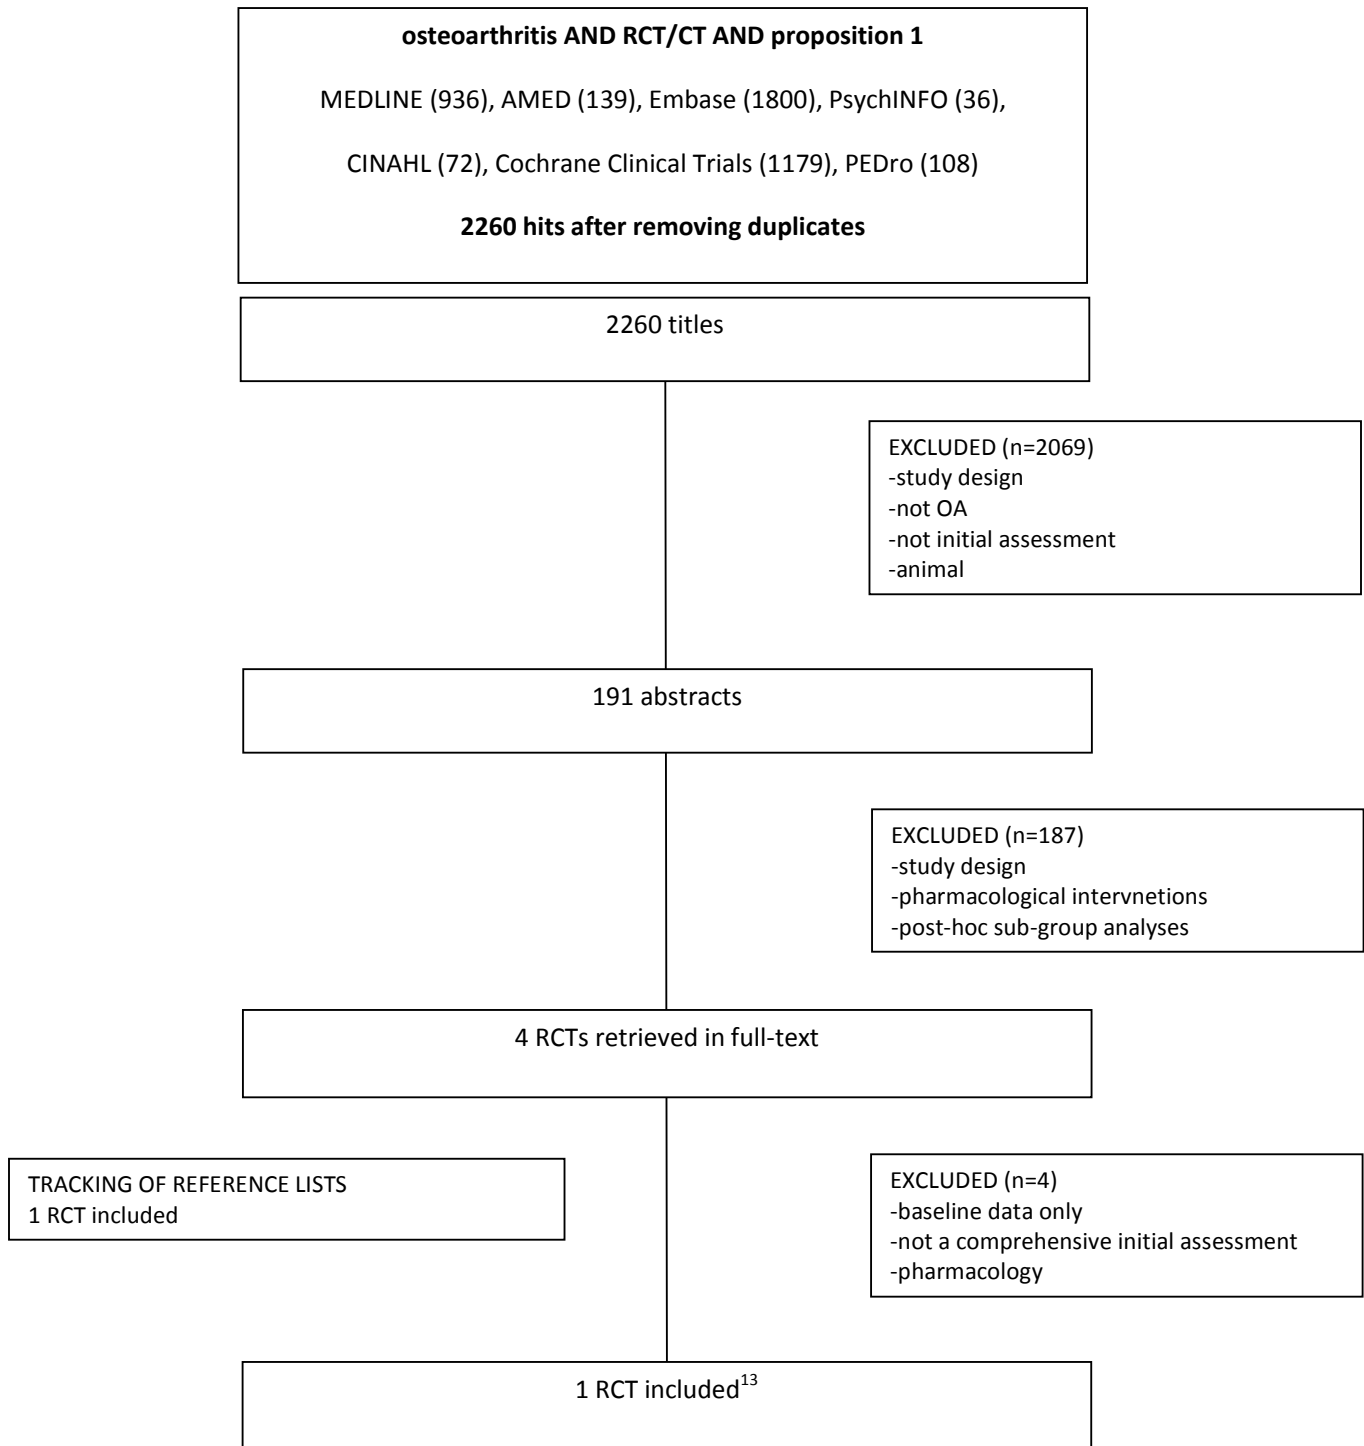 osteoarthritis AND RCT/CT AND proposition 1
MEDLINE (936), AMED (139), Embase (1800), PsychINFO (36),
CINAHL (72), Cochrane Clinical Trials (1179), PEDro (108)
2260 hits after removing duplicates
2260 titles
EXCLUDED (n=2069)
-study design
-not OA
-not initial assessment
-animal
191 abstracts
EXCLUDED (n=187)
-study design
-pharmacological intervnetions
-post-hoc sub-group analyses
4 RCTs retrieved in full-text
TRACKING OF REFERENCE LISTS
1 RCT included
EXCLUDED (n=4)
-baseline data only
-not a comprehensive initial assessment
-pharmacology
1 RCT included¹³